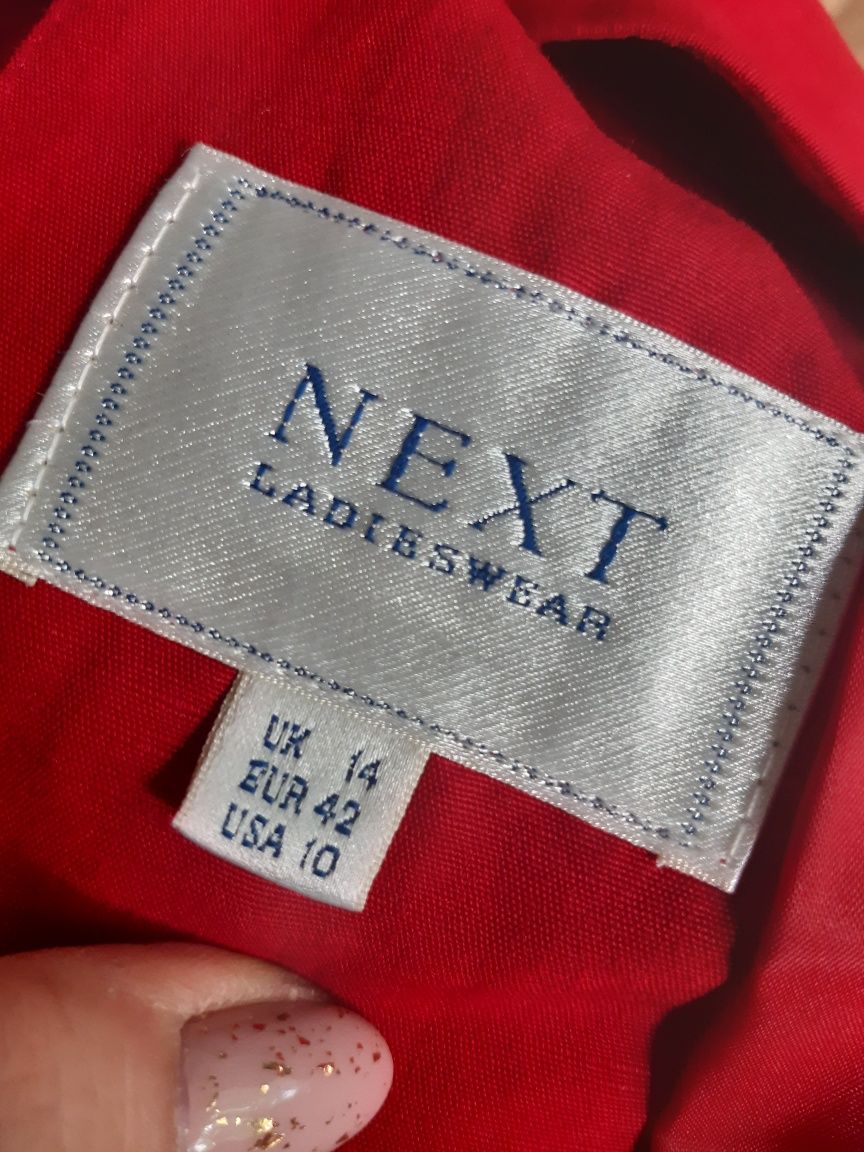 NEXT
LADIESWEAR
UK 14
EUR 42
USA 10